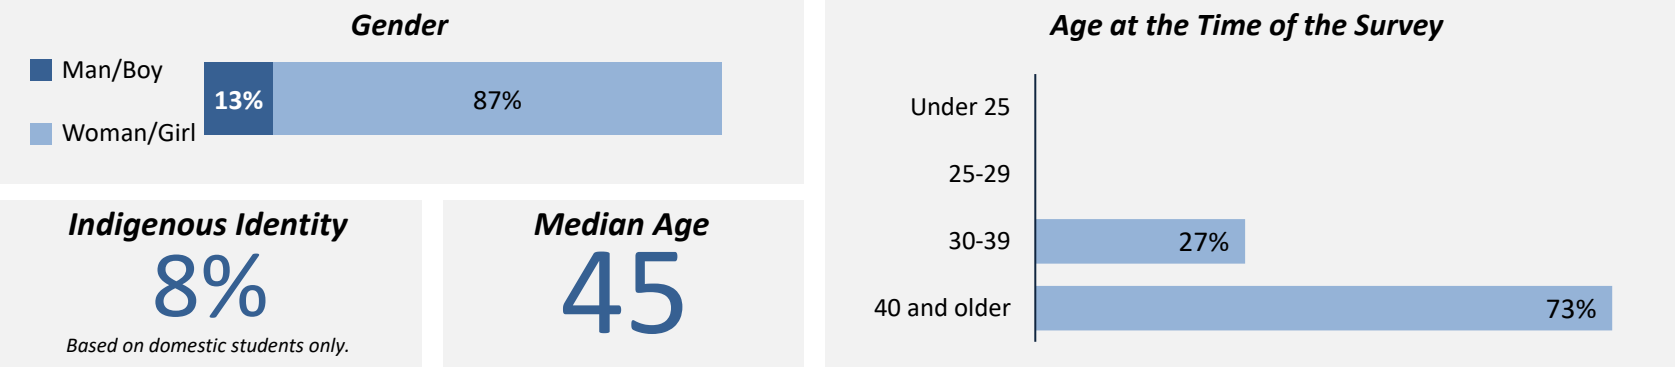 Gender
Man/Boy
Woman/Girl
13%
87%
Indigenous Identity
8%
Based on domestic students only.
Median Age
45
Age at the Time of the Survey
Under 25
25-29
30-39
27%
40 and older
73%